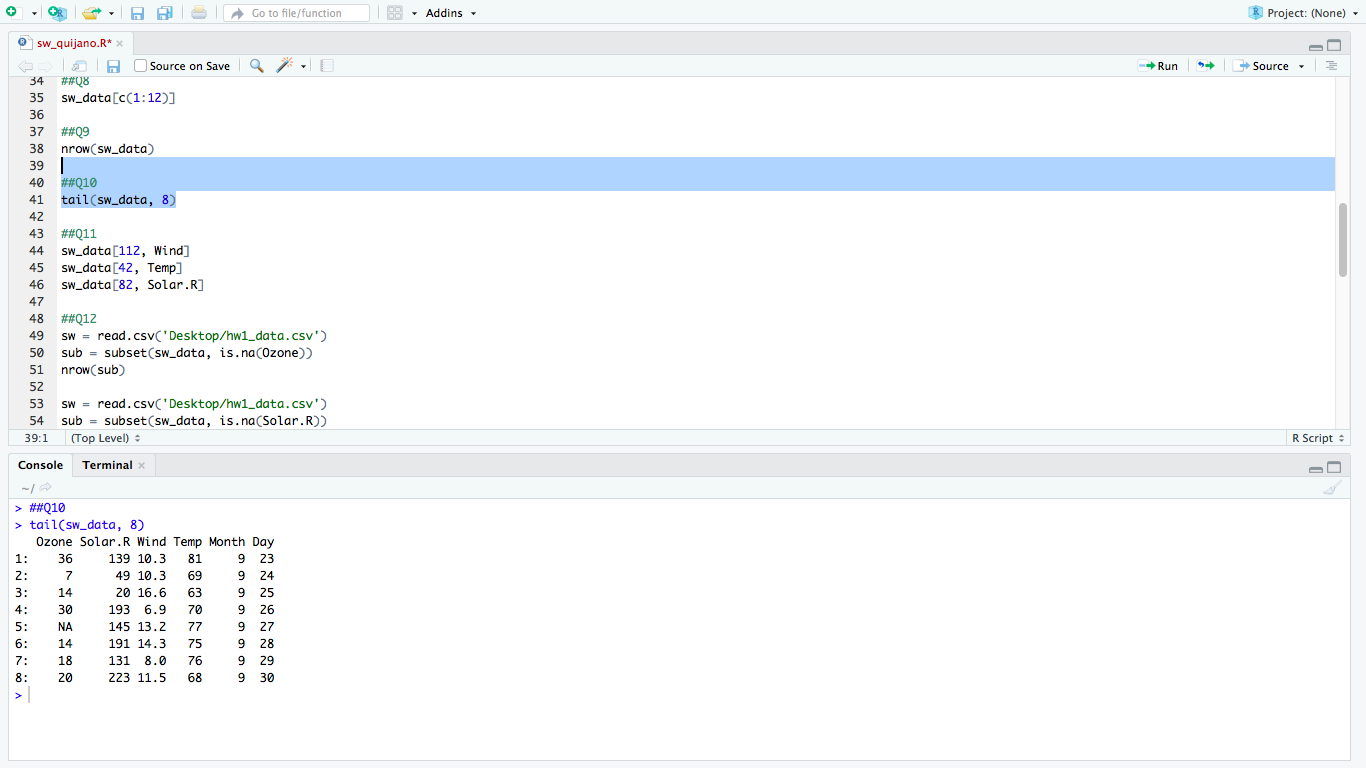 Go to file/function
Addins
Project: (None)
sw_quijano.R*
Source on Save
Run
Source
34 ##Q8
35 sw_data[c(1:12)]
36
37 ##Q9
38 nrow(sw_data)
39
40 ##Q10
41 tail(sw_data, 8)
42
43 ##Q11
44 sw_data[112, Wind]
45 sw_data[42, Temp]
46 sw_data[82, Solar.R]
47
48 ##Q12
49 sw = read.csv('Desktop/hw1_data.csv')
50 sub = subset(sw_data, is.na(Ozone))
51 nrow(sub)
52
53 sw = read.csv('Desktop/hw1_data.csv')
54 sub = subset(sw_data, is.na(Solar.R))
39:1 (Top Level) R Script
Console Terminal
~/
> ##Q10
> tail(sw_data, 8)
Ozone Solar.R Wind Temp Month Day
1: 36 139 10.3 81 9 23
2: 7 49 10.3 69 9 24
3: 14 20 16.6 63 9 25
4: 30 193 6.9 70 9 26
5: NA 145 13.2 77 9 27
6: 14 191 14.3 75 9 28
7: 18 131 8.0 76 9 29
8: 20 223 11.5 68 9 30
>